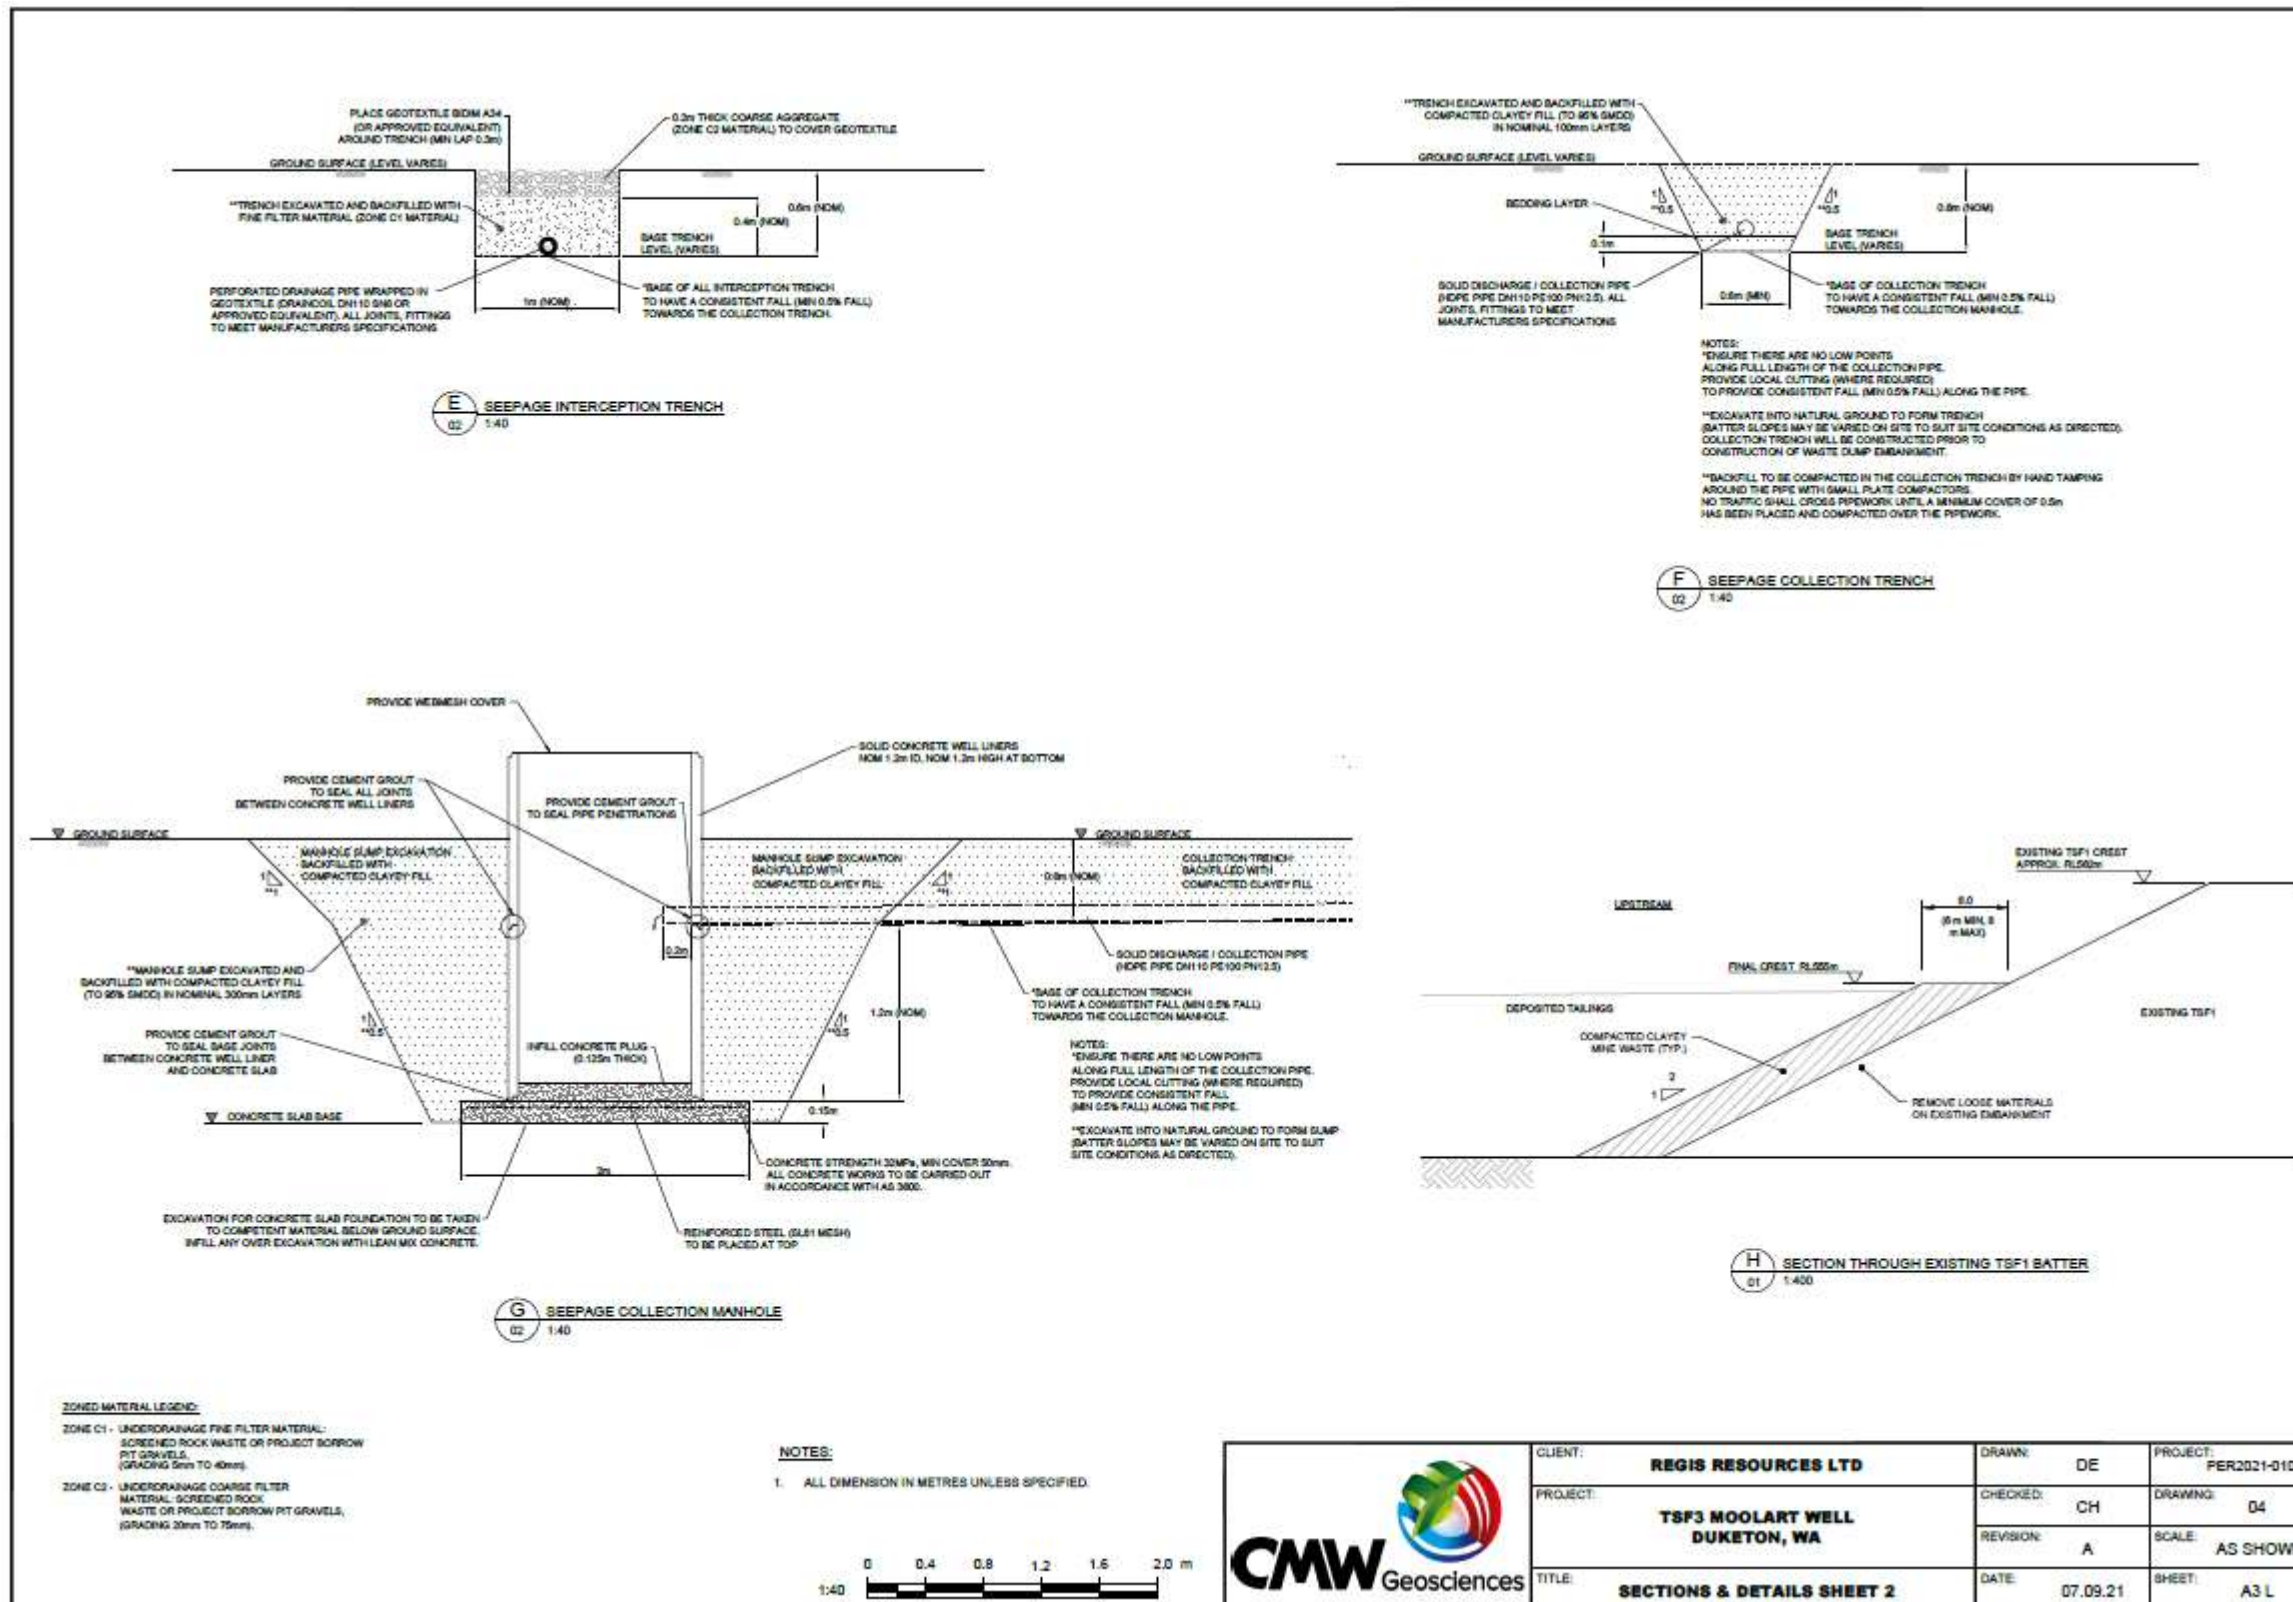 PLACE GEOTEXTILE BIDIM A34
(OR APPROVED EQUIVALENT)
AROUND TRENCH (MIN LAP 0.3m)
0.2m THICK COARSE AGGREGATE
(ZONE C2 MATERIAL) TO COVER GEOTEXTILE
GROUND SURFACE (LEVEL VARIES)
**TRENCH EXCAVATED AND BACKFILLED WITH
FINE FILTER MATERIAL (ZONE C1 MATERIAL)
0.6m (NOM)
0.4m (NOM)
BASE TRENCH
LEVEL (VARIES)
PERFORATED DRAINAGE PIPE WRAPPED IN
GEOTEXTILE (DRAINCOIL DN110 SN8 OR
APPROVED EQUIVALENT). ALL JOINTS, FITTINGS
TO MEET MANUFACTURERS SPECIFICATIONS
1m (NOM)
*BASE OF ALL INTERCEPTION TRENCH
TO HAVE A CONSISTENT FALL (MIN 0.5% FALL)
TOWARDS THE COLLECTION TRENCH.
E
02
SEEPAGE INTERCEPTION TRENCH
1:40
**TRENCH EXCAVATED AND BACKFILLED WITH
COMPACTED CLAYEY FILL (TO 95% SMDD)
IN NOMINAL 100mm LAYERS
GROUND SURFACE (LEVEL VARIES)
BEDDING LAYER
1
**0.5
1
**0.5
0.8m (NOM)
0.1m
BASE TRENCH
LEVEL (VARIES)
SOLID DISCHARGE / COLLECTION PIPE
(HDPE PIPE DN110 PE100 PN12.5). ALL
JOINTS, FITTINGS TO MEET
MANUFACTURERS SPECIFICATIONS
0.6m (MIN)
*BASE OF COLLECTION TRENCH
TO HAVE A CONSISTENT FALL (MIN 0.5% FALL)
TOWARDS THE COLLECTION MANHOLE.
NOTES:
*ENSURE THERE ARE NO LOW POINTS
ALONG FULL LENGTH OF THE COLLECTION PIPE.
PROVIDE LOCAL CUTTING (WHERE REQUIRED)
TO PROVIDE CONSISTENT FALL (MIN 0.5% FALL) ALONG THE PIPE.
**EXCAVATE INTO NATURAL GROUND TO FORM TRENCH
(BATTER SLOPES MAY BE VARIED ON SITE TO SUIT SITE CONDITIONS AS DIRECTED).
COLLECTION TRENCH WILL BE CONSTRUCTED PRIOR TO
CONSTRUCTION OF WASTE DUMP EMBANKMENT.
**BACKFILL TO BE COMPACTED IN THE COLLECTION TRENCH BY HAND TAMPING
AROUND THE PIPE WITH SMALL PLATE COMPACTORS.
NO TRAFFIC SHALL CROSS PIPEWORK UNTIL A MINIMUM COVER OF 0.5m
HAS BEEN PLACED AND COMPACTED OVER THE PIPEWORK.
F
02
SEEPAGE COLLECTION TRENCH
1:40
PROVIDE WEBMESH COVER
SOLID CONCRETE WELL LINERS
NOM 1.2m ID, NOM 1.2m HIGH AT BOTTOM
PROVIDE CEMENT GROUT
TO SEAL ALL JOINTS
BETWEEN CONCRETE WELL LINERS
PROVIDE CEMENT GROUT
TO SEAL PIPE PENETRATIONS
GROUND SURFACE
GROUND SURFACE
MANHOLE SUMP EXCAVATION
BACKFILLED WITH
COMPACTED CLAYEY FILL
MANHOLE SUMP EXCAVATION
BACKFILLED WITH
COMPACTED CLAYEY FILL
COLLECTION TRENCH
BACKFILLED WITH
COMPACTED CLAYEY FILL
1
**1
1
**1
0.8m (NOM)
0.2m
**MANHOLE SUMP EXCAVATED AND
BACKFILLED WITH COMPACTED CLAYEY FILL
(TO 95% SMDD) IN NOMINAL 300mm LAYERS
SOLID DISCHARGE / COLLECTION PIPE
(HDPE PIPE DN110 PE100 PN12.5)
*BASE OF COLLECTION TRENCH
TO HAVE A CONSISTENT FALL (MIN 0.5% FALL)
TOWARDS THE COLLECTION MANHOLE.
1.2m (NOM)
1
**0.5
1
**0.5
PROVIDE CEMENT GROUT
TO SEAL BASE JOINTS
BETWEEN CONCRETE WELL LINER
AND CONCRETE SLAB
INFILL CONCRETE PLUG
(0.125m THICK)
NOTES:
*ENSURE THERE ARE NO LOW POINTS
ALONG FULL LENGTH OF THE COLLECTION PIPE.
PROVIDE LOCAL CUTTING (WHERE REQUIRED)
TO PROVIDE CONSISTENT FALL
(MIN 0.5% FALL) ALONG THE PIPE.
**EXCAVATE INTO NATURAL GROUND TO FORM SUMP
(BATTER SLOPES MAY BE VARIED ON SITE TO SUIT
SITE CONDITIONS AS DIRECTED).
CONCRETE SLAB BASE
0.15m
2m
CONCRETE STRENGTH 32MPa, MIN COVER 50mm.
ALL CONCRETE WORKS TO BE CARRIED OUT
IN ACCORDANCE WITH AS 3600.
EXCAVATION FOR CONCRETE SLAB FOUNDATION TO BE TAKEN
TO COMPETENT MATERIAL BELOW GROUND SURFACE.
INFILL ANY OVER EXCAVATION WITH LEAN MIX CONCRETE.
REINFORCED STEEL (SL81 MESH)
TO BE PLACED AT TOP
G
02
SEEPAGE COLLECTION MANHOLE
1:40
EXISTING TSF1 CREST
APPROX. RL562m
UPSTREAM
6.0
(6 m MIN, 8
m MAX)
FINAL CREST RL555m
DEPOSITED TAILINGS
EXISTING TSF1
COMPACTED CLAYEY
MINE WASTE (TYP.)
2
1
REMOVE LOOSE MATERIALS
ON EXISTING EMBANKMENT
H
01
SECTION THROUGH EXISTING TSF1 BATTER
1:400
ZONED MATERIAL LEGEND:
ZONE C1 - UNDERDRAINAGE FINE FILTER MATERIAL:
SCREENED ROCK WASTE OR PROJECT BORROW
PIT GRAVELS,
(GRADING 5mm TO 40mm).
ZONE C2 - UNDERDRAINAGE COARSE FILTER
MATERIAL: SCREENED ROCK
WASTE OR PROJECT BORROW PIT GRAVELS,
(GRADING 20mm TO 75mm).
NOTES:
1. ALL DIMENSION IN METRES UNLESS SPECIFIED.
0 0.4 0.8 1.2 1.6 2.0 m
1:40
CMW Geosciences
CLIENT: REGIS RESOURCES LTD
PROJECT: TSF3 MOOLART WELL
DUKETON, WA
TITLE: SECTIONS & DETAILS SHEET 2
DRAWN: DE
CHECKED: CH
REVISION: A
DATE: 07.09.21
PROJECT: PER2021-010
DRAWING: 04
SCALE: AS SHOW
SHEET: A3 L